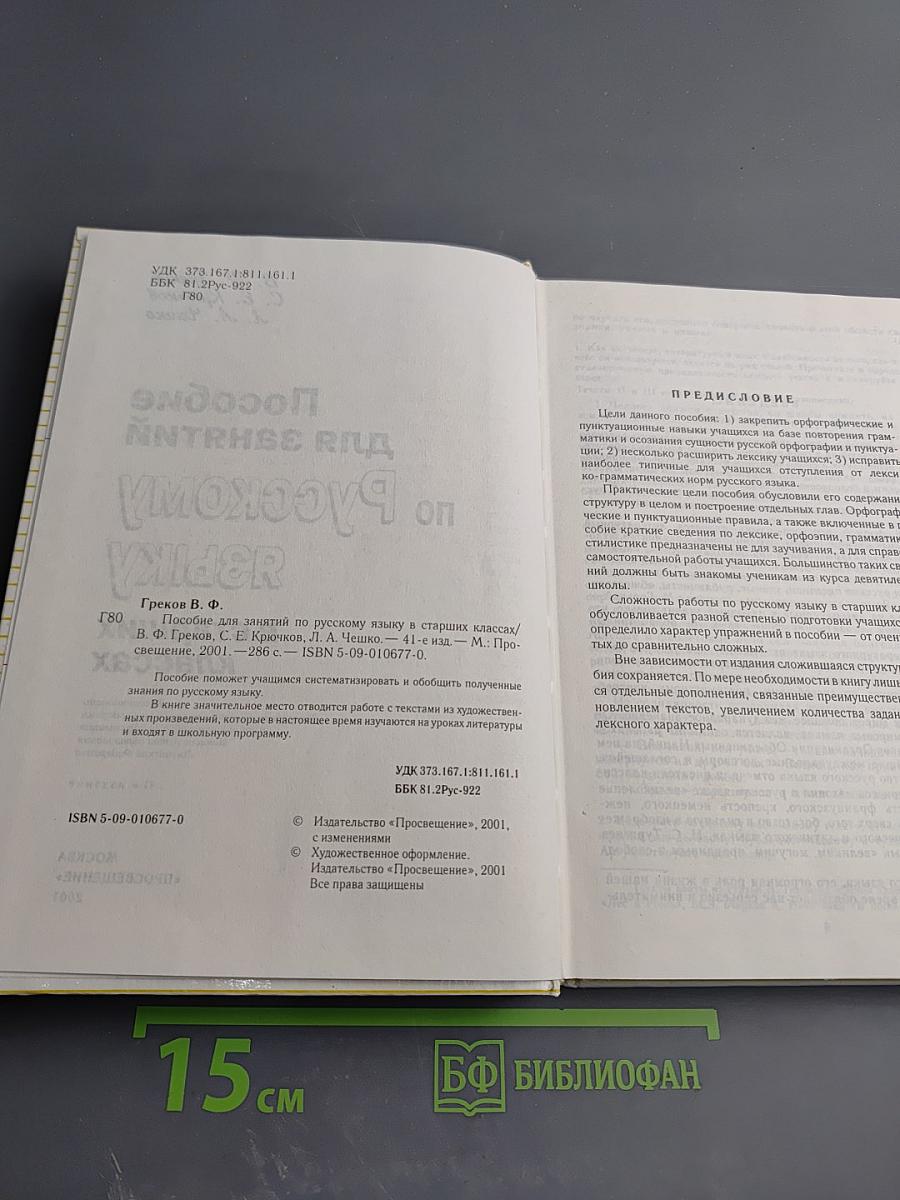 УДК 373.167.1:811.161.1
ББК 81.2Рус-922
Г80
Греков В. Ф.
Г80 Пособие для занятий по русскому языку в старших классах/
В. Ф. Греков, С. Е. Крючков, Л. А. Чешко. — 41-е изд. — М.: Про-
свещение, 2001. — 286 с. — ISBN 5-09-010677-0.
Пособие поможет учащимся систематизировать и обобщить полученные
знания по русскому языку.
В книге значительное место отводится работе с текстами из художествен-
ных произведений, которые в настоящее время изучаются на уроках литературы
и входят в школьную программу.
УДК 373.167.1:811.161.1
ББК 81.2Рус-922
ISBN 5-09-010677-0
© Издательство «Просвещение», 2001,
с изменениями
© Художественное оформление.
Издательство «Просвещение», 2001
Все права защищены
ПРЕДИСЛОВИЕ
Цели данного пособия: 1) закрепить орфографические и
пунктуационные навыки учащихся на базе повторения грам-
матики и осознания сущности русской орфографии и пунктуа-
ции; 2) несколько расширить лексику учащихся; 3) исправить
наиболее типичные для учащихся отступления от лекси
ко-грамматических норм русского языка.
Практические цели пособия обусловили его содержани
структуру в целом и построение отдельных глав. Орфограф
ческие и пунктуационные правила, а также включенные в п
собие краткие сведения по лексике, орфоэпии, грамматик
стилистике предназначены не для заучивания, а для справо
самостоятельной работы учащихся. Большинство таких св
ний должны быть знакомы ученикам из курса девятиле
школы.
Сложность работы по русскому языку в старших кл
обусловливается разной степенью подготовки учащихс
определило характер упражнений в пособии — от очен
тых до сравнительно сложных.
Вне зависимости от издания сложившаяся структур
бия сохраняется. По мере необходимости в книгу лишь
ся отдельные дополнения, связанные преимуществен
новлением текстов, увеличением количества задан
лексного характера.
15 см
БФ БИБЛИОФАН